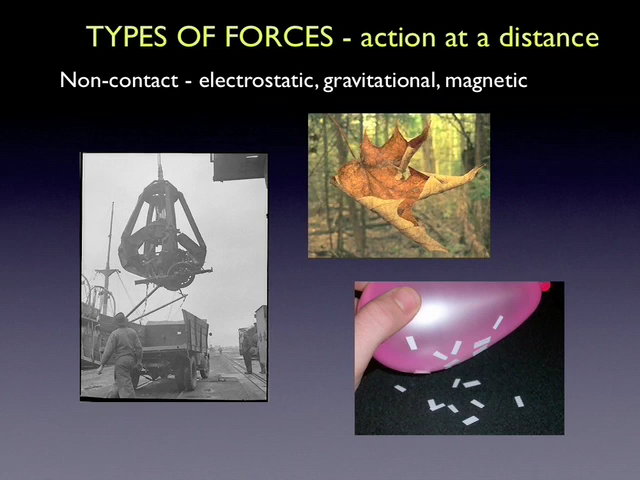 TYPES OF FORCES - action at a distance
Non-contact - electrostatic, gravitational, magnetic